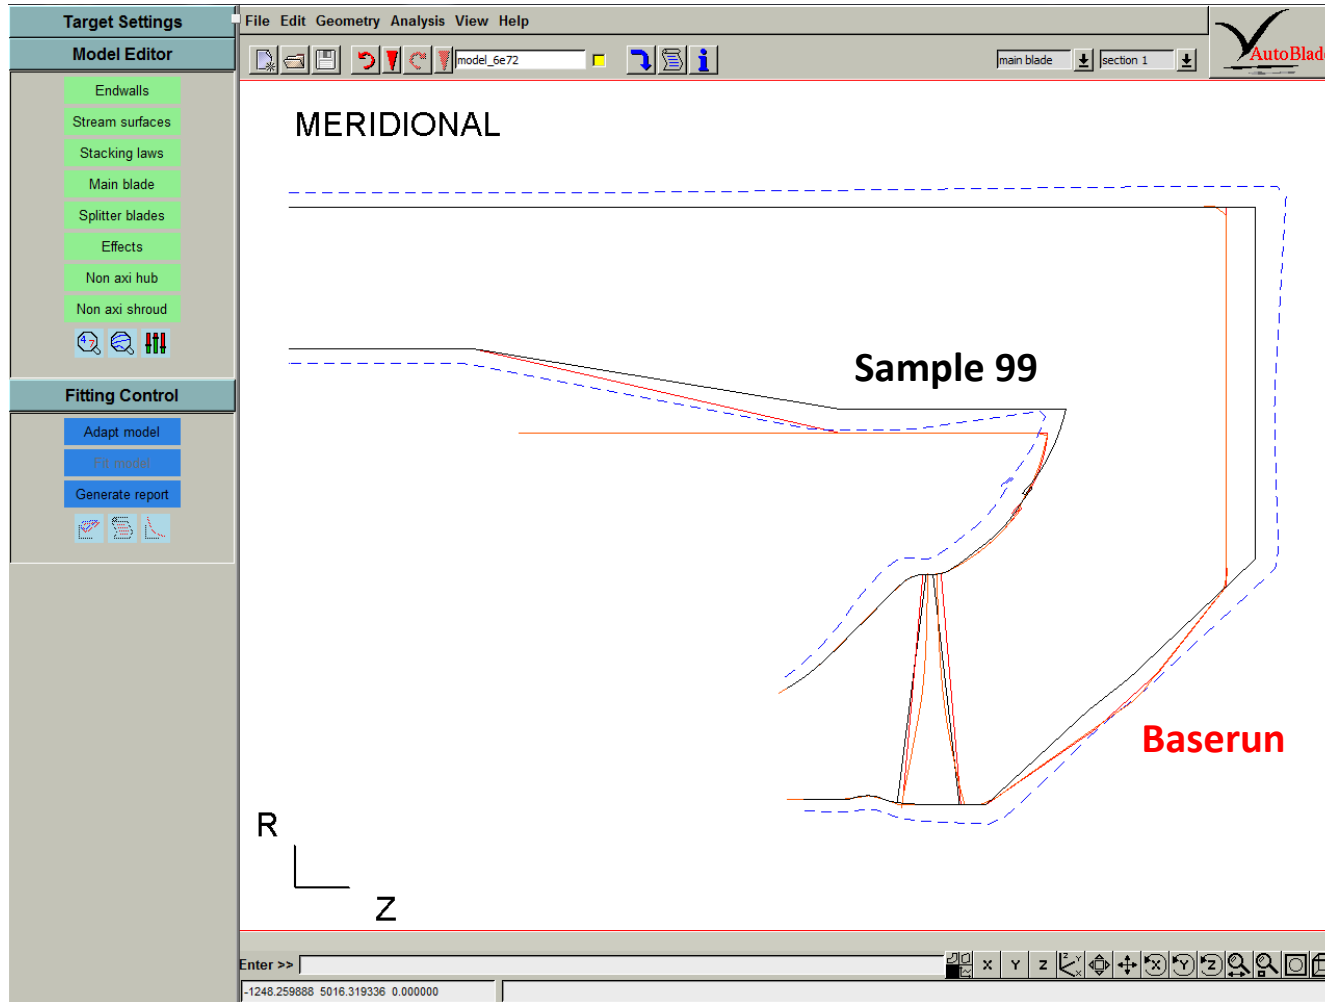 Target Settings
File Edit Geometry Analysis View Help
Model Editor
model_6e72
main blade
section 1
AutoBlade
Endwalls
Stream surfaces
Stacking laws
Main blade
Splitter blades
Effects
Non axi hub
Non axi shroud
Fitting Control
Adapt model
Fit model
Generate report
MERIDIONAL
Sample 99
Baserun
R
Z
Enter >>
X Y Z
X Y Z
-1248.259888 5016.319336 0.000000